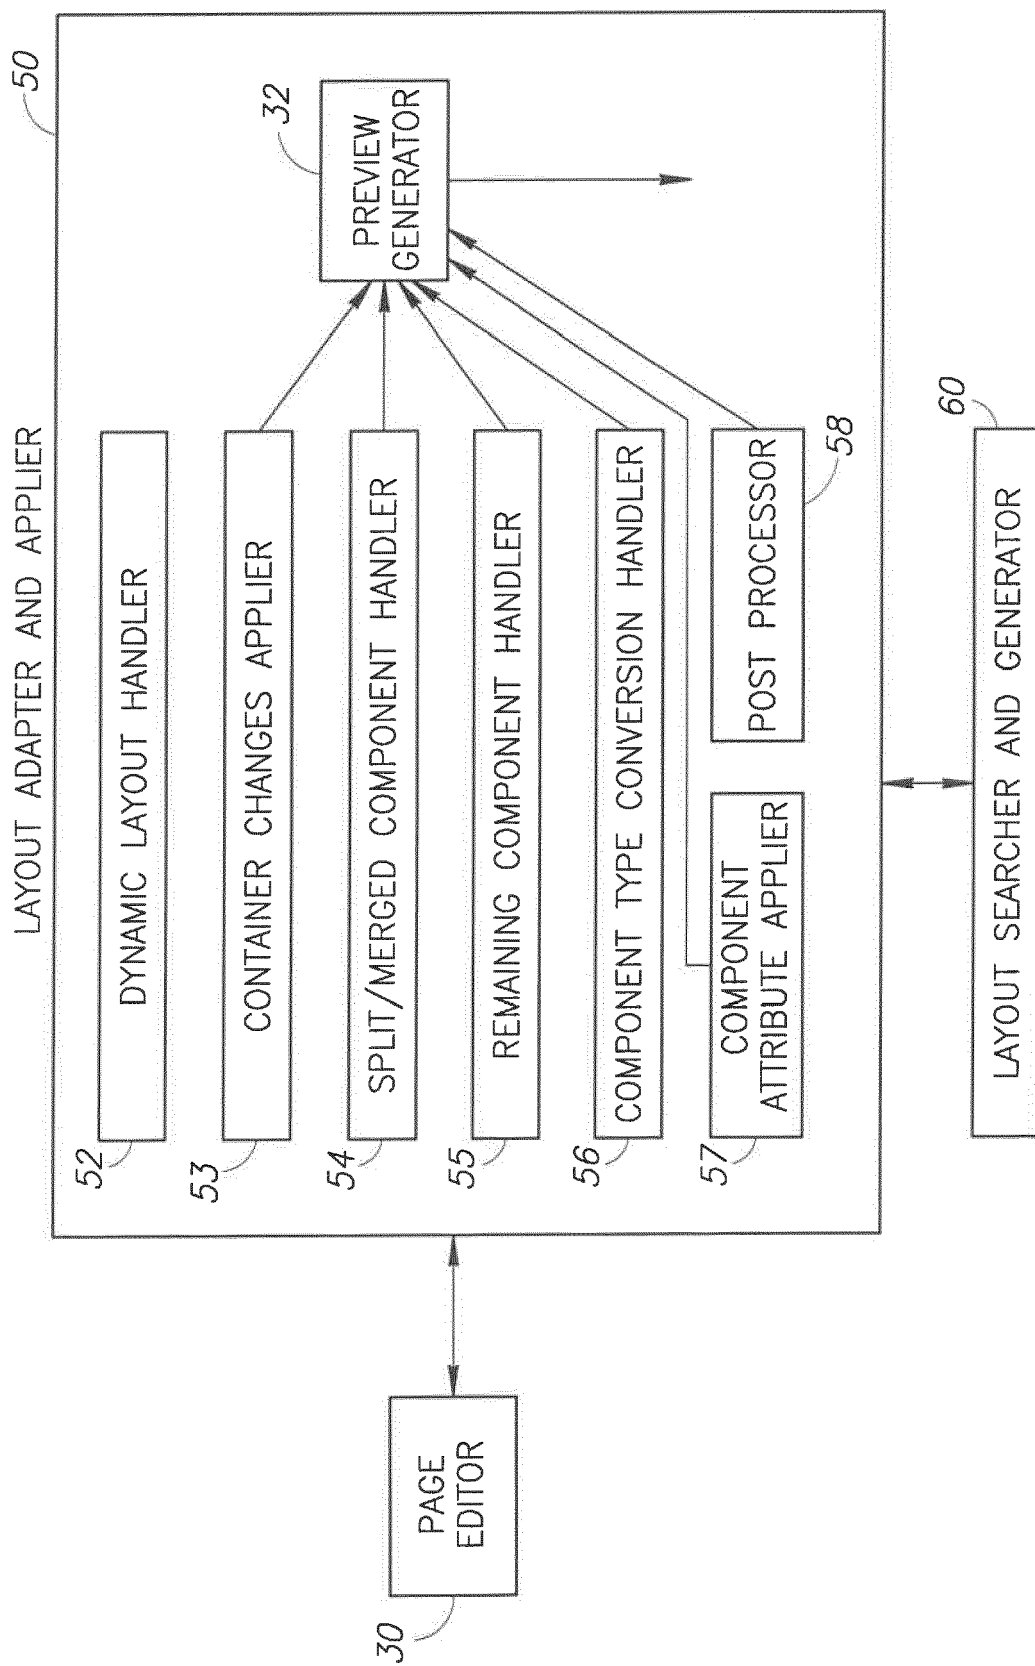 LAYOUT ADAPTER AND APPLIER
50
52
DYNAMIC LAYOUT HANDLER
53
CONTAINER CHANGES APPLIER
54
SPLIT/MERGED COMPONENT HANDLER
55
REMAINING COMPONENT HANDLER
56
COMPONENT TYPE CONVERSION HANDLER
57
COMPONENT
ATTRIBUTE APPLIER
POST PROCESSOR
58
32
PREVIEW
GENERATOR
PAGE
EDITOR
30
60
LAYOUT SEARCHER AND GENERATOR